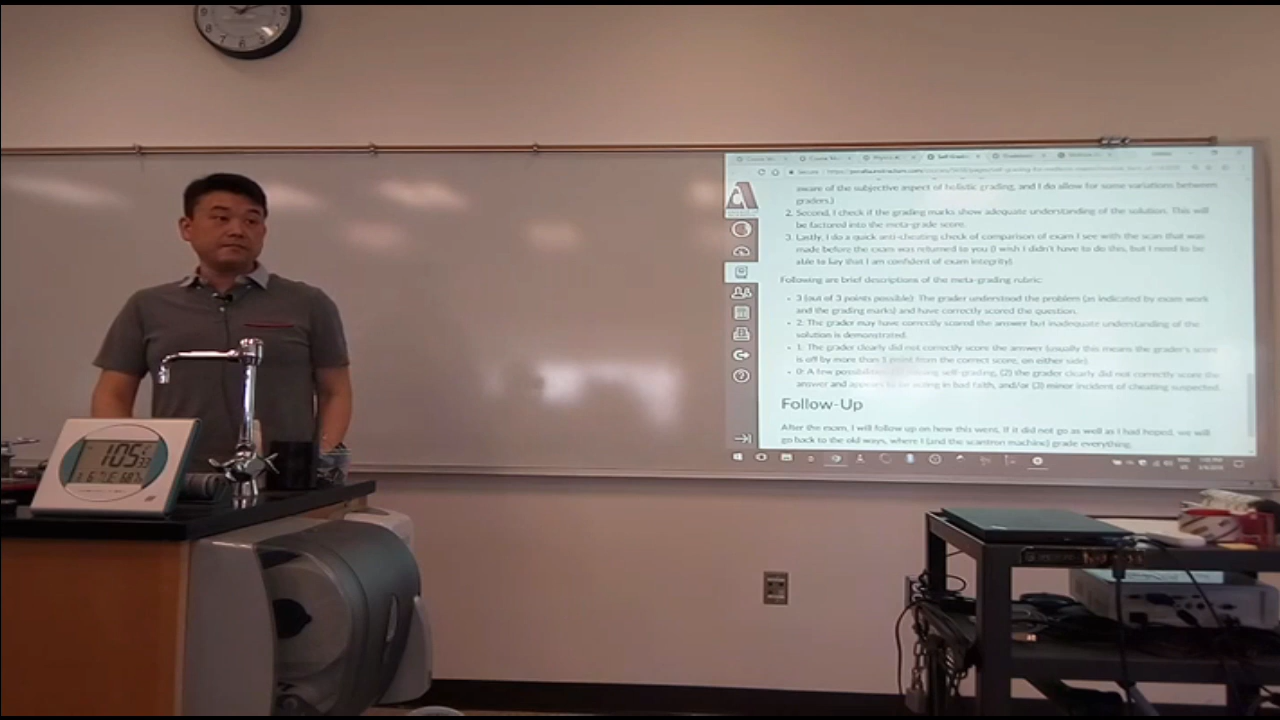 9
3
8
4
7
6
5
Secure
aware of the subjective aspect of holistic grading, and I do allow for some variations between
graders.)
2. Second, I check if the grading marks show adequate understanding of the solution. This will
be factored into the meta-grade score.
3. Lastly, I do a quick anti-cheating check of comparison of exam I see with the scan that was
made before the exam was returned to you (I wish I didn't have to do this, but I need to be
able to say that I am confident of exam integrity).
Following are brief descriptions of the meta-grading rubric:
• 3 (out of 3 points possible): The grader understood the problem (as indicated by exam work
and the grading marks) and have correctly scored the question.
• 2: The grader may have correctly scored the answer but inadequate understanding of the
solution is demonstrated.
• 1: The grader clearly did not correctly score the answer (usually this means the grader's score
is off by more than 1 point from the correct score, on either side).
• 0: A few possibilities: (1) missing self-grading, (2) the grader clearly did not correctly score the
answer and appears to be acting in bad faith, and/or (3) minor incident of cheating suspected.
Follow-Up
After the exam, I will follow up on how this went. If it did not go as well as I had hoped, we will
go back to the old ways, where I (and the scantron machine) grade everything.
105